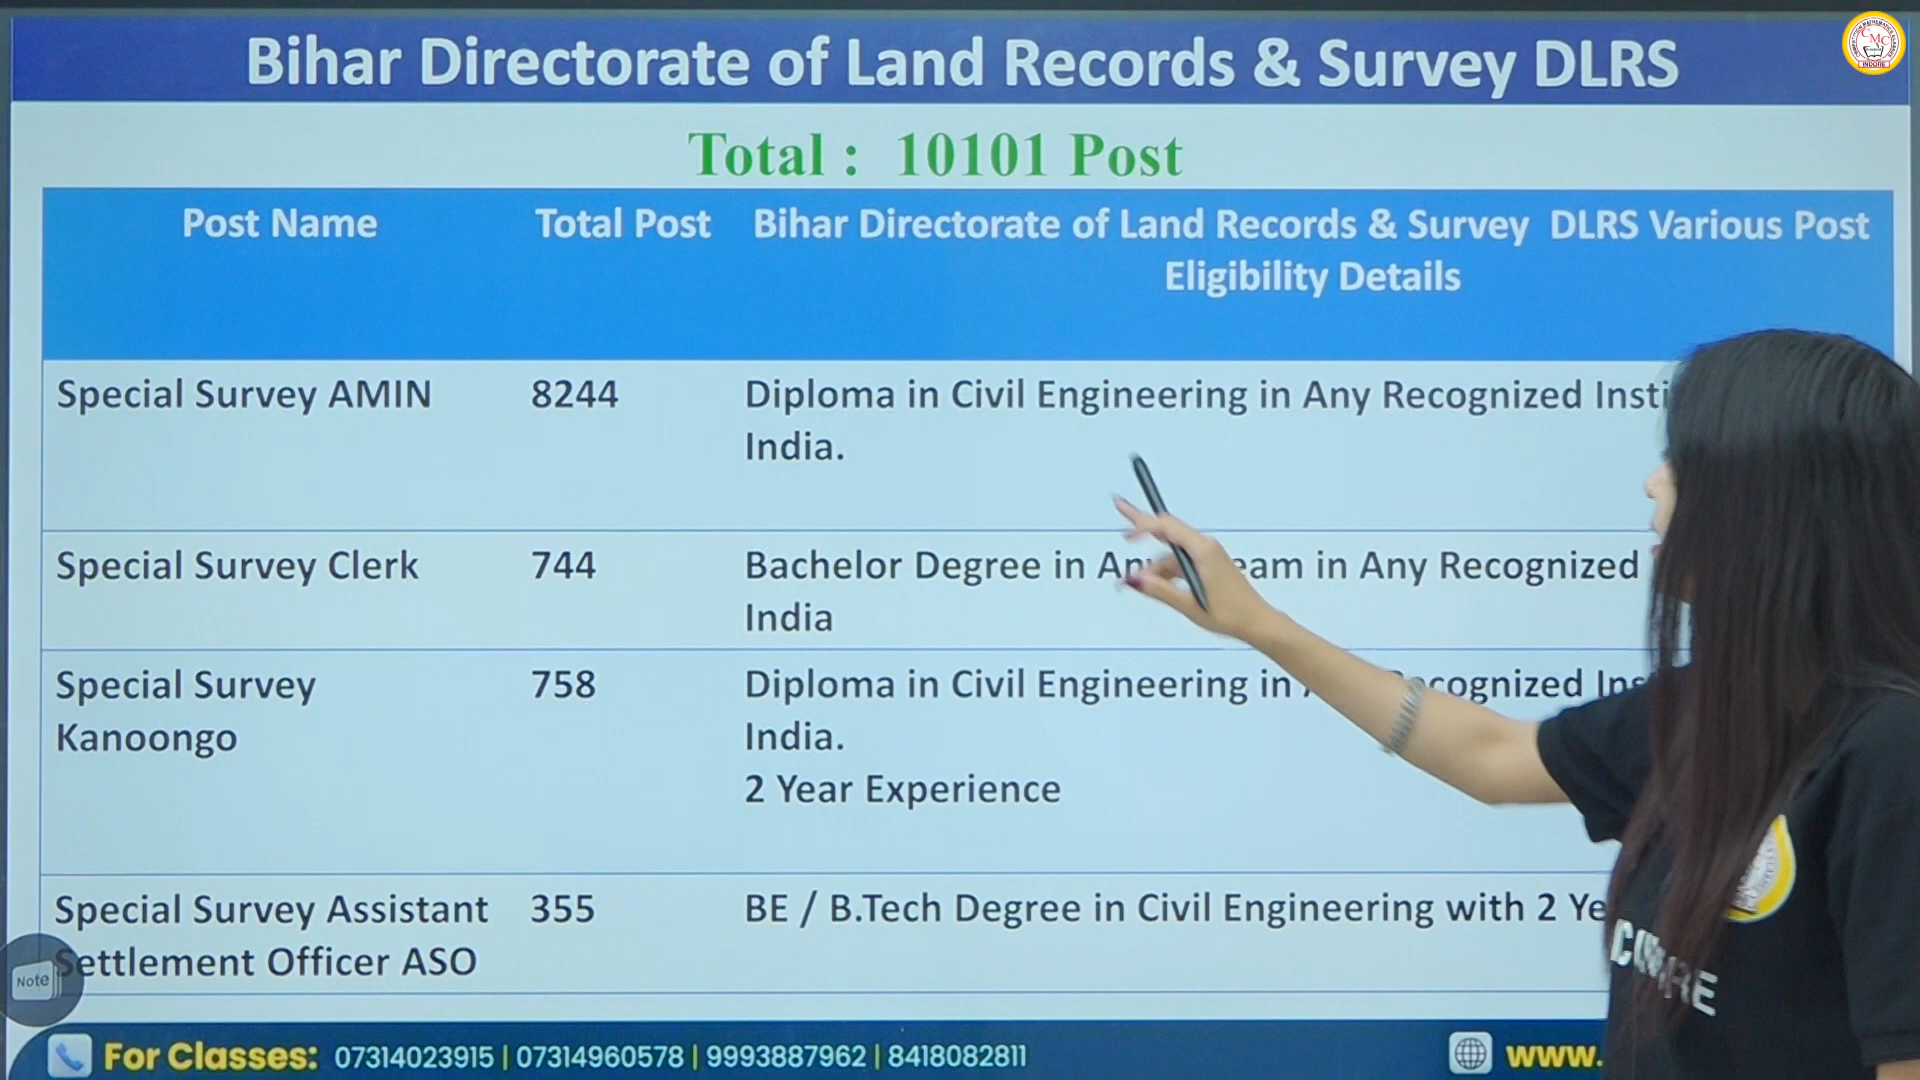 Bihar Directorate of Land Records & Survey DLRS
CMC
INDORE
Total : 10101 Post
Post Name Total Post Bihar Directorate of Land Records & Survey DLRS Various Post
Eligibility Details
Special Survey AMIN 8244 Diploma in Civil Engineering in Any Recognized
India.
Special Survey Clerk 744 Bachelor Degree in Any in Any Recognized
India
Special Survey 758 Diploma in Civil Engineering in Recognized
Kanoongo India.
2 Year Experience
Special Survey Assistant 355 BE / B.Tech Degree in Civil Engineering with 2
Settlement Officer ASO
Note
For Classes: 07314023915 | 07314960578 | 9993887962 | 8418082811
www.